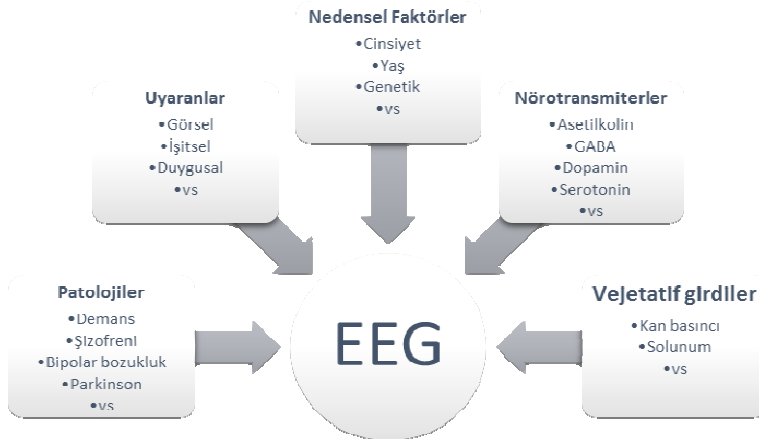 Nedensel Faktörler
•Cinsiyet
•Yaş
•Genetik
•vs
Uyaranlar
•Görsel
•İşitsel
•Duygusal
•vs
Nörotransmiterler
•Asetilkolin
•GABA
•Dopamin
•Serotonin
•vs
Patolojiler
•Demans
•Şizofreni
•Bipolar bozukluk
•Parkinson
•vs
EEG
Vejetatif girdiler
•Kan basıncı
•Solunum
•vs